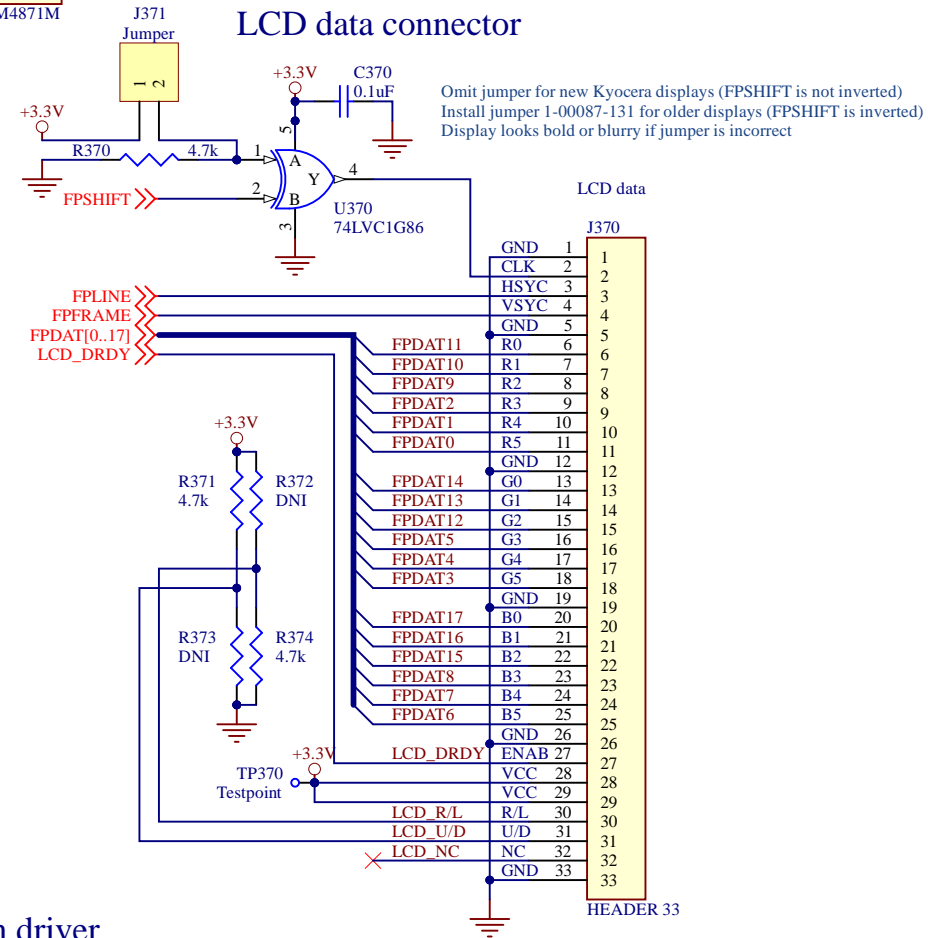 M4871M
LCD data connector
J371
Jumper
1 2
+3.3V
R370 4.7k
FPSHIFT
+3.3V
C370
0.1uF
5
1 A
Y 4
2 B
3
U370
74LVC1G86
Omit jumper for new Kyocera displays (FPSHIFT is not inverted)
Install jumper 1-00087-131 for older displays (FPSHIFT is inverted)
Display looks bold or blurry if jumper is incorrect
LCD data
J370
GND 1 1
CLK 2 2
FPLINE HSYC 3 3
FPFRAME VSYC 4 4
FPDAT[0..17] GND 5 5
LCD_DRDY FPDAT11 R0 6 6
FPDAT10 R1 7 7
FPDAT9 R2 8 8
FPDAT2 R3 9 9
FPDAT1 R4 10 10
FPDAT0 R5 11 11
GND 12 12
FPDAT14 G0 13 13
FPDAT13 G1 14 14
FPDAT12 G2 15 15
FPDAT5 G3 16 16
FPDAT4 G4 17 17
FPDAT3 G5 18 18
GND 19 19
FPDAT17 B0 20 20
FPDAT16 B1 21 21
FPDAT15 B2 22 22
FPDAT8 B3 23 23
FPDAT7 B4 24 24
FPDAT6 B5 25 25
GND 26 26
LCD_DRDY ENAB 27 27
VCC 28 28
VCC 29 29
LCD_R/L R/L 30 30
LCD_U/D U/D 31 31
LCD_NC NC 32 32
GND 33 33
HEADER 33
+3.3V
R371
4.7k
R372
DNI
R373
DNI
R374
4.7k
+3.3V
TP370
Testpoint
driver